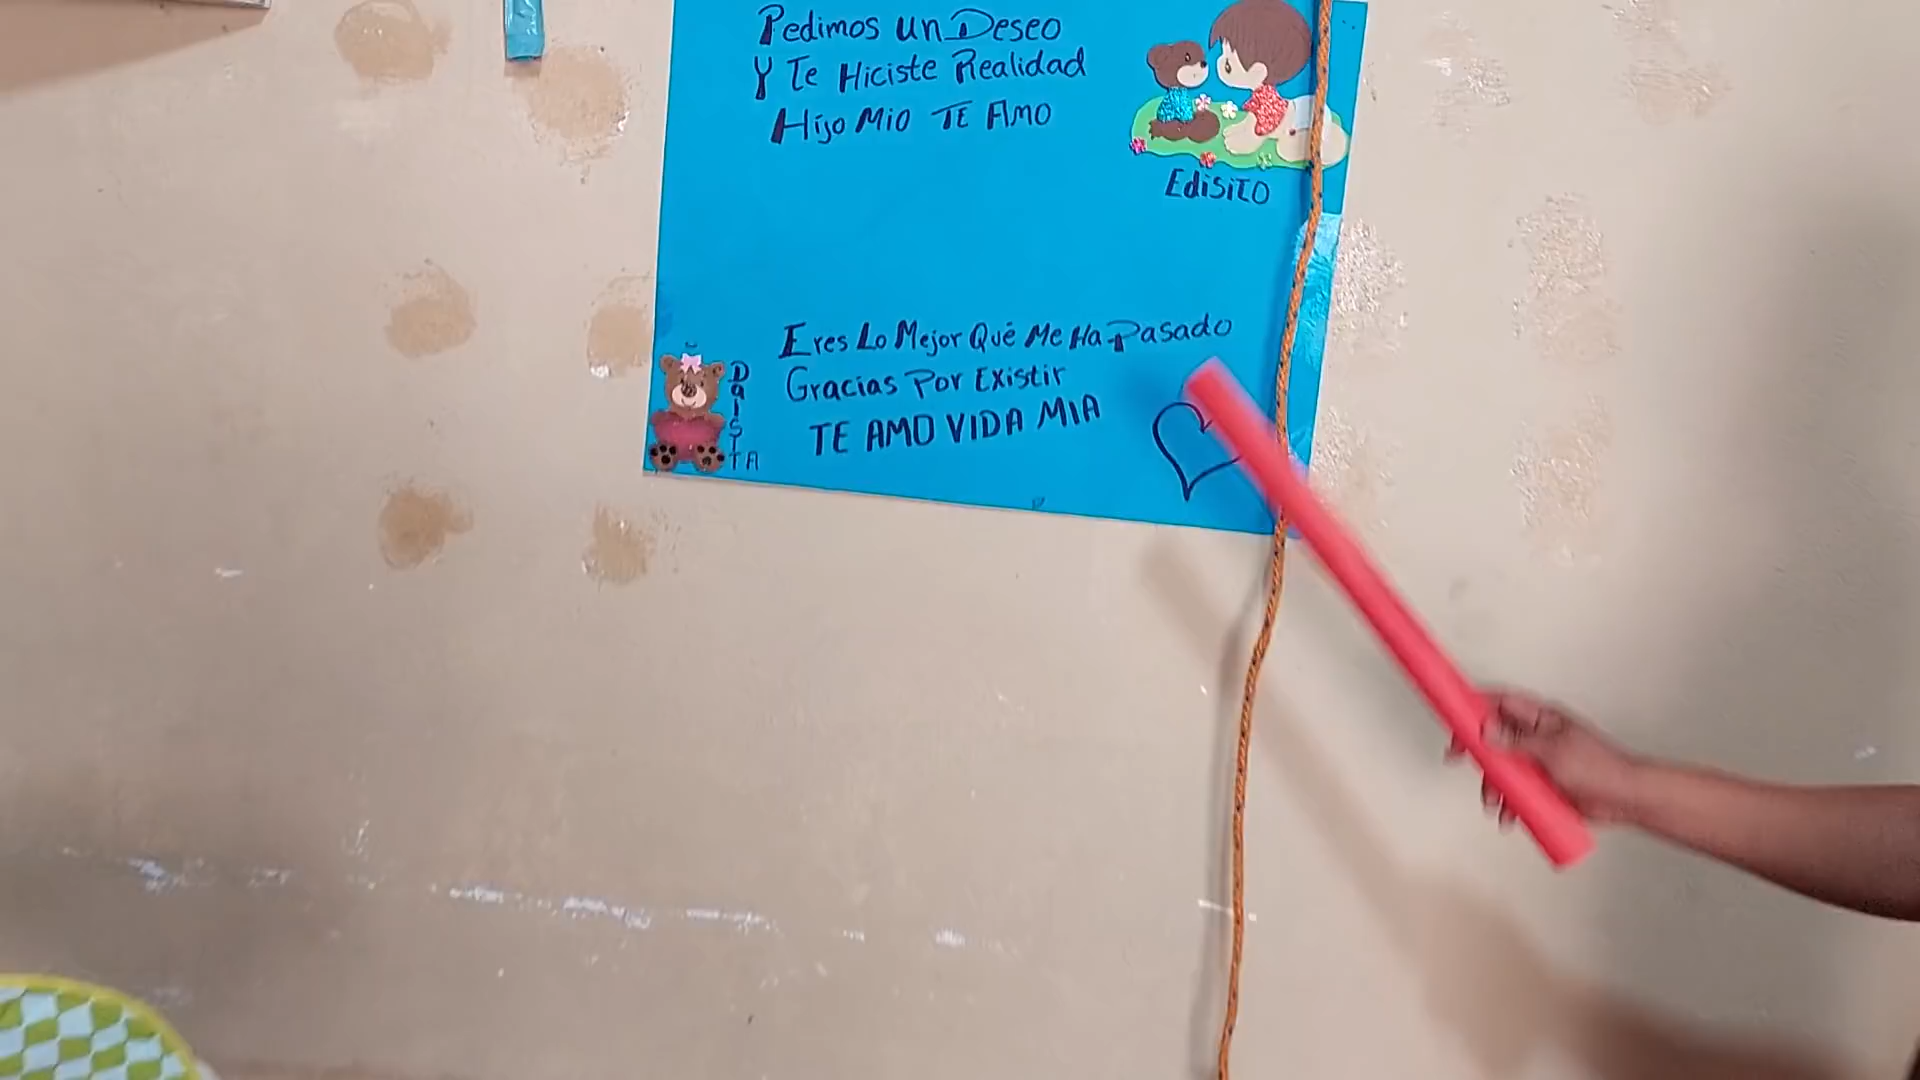 Pedimos un Deseo
Y Te Hiciste Realidad
Hijo Mio TE AMO
EdisiTO
Eres Lo Mejor Qué Me Ha Pasado
Gracias Por Existir
TE AMO VIDA MIA
DaiSYTA